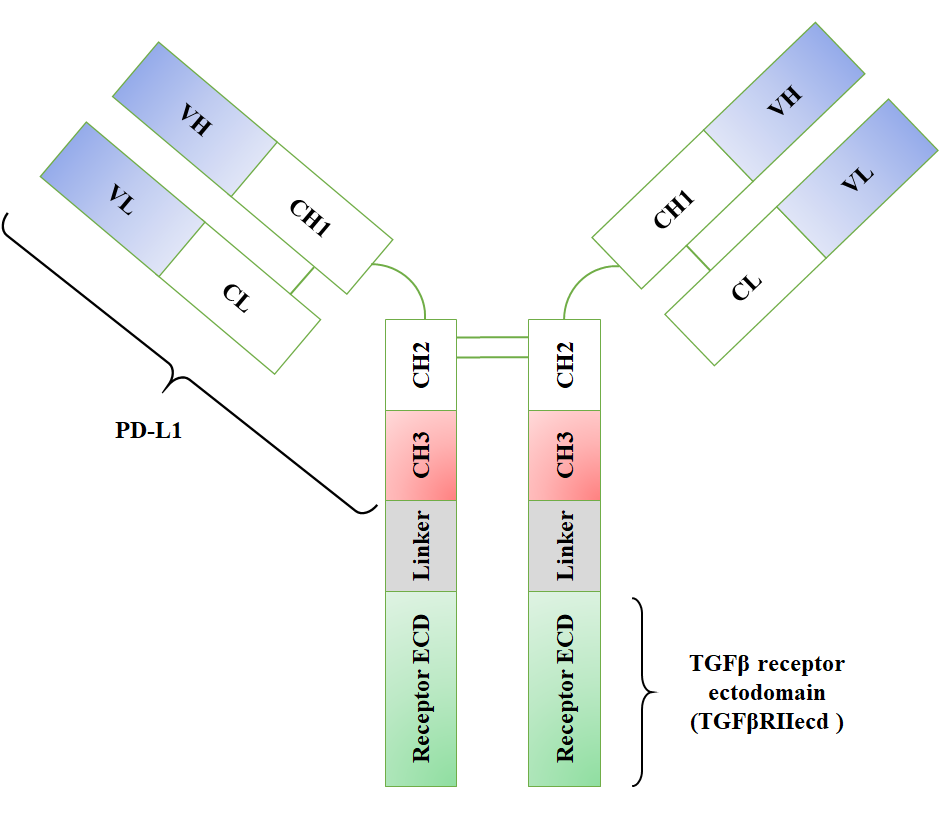 VH
VH
VL
VL
CH1
CH1
CL
CL
CH2
CH2
PD-L1
CH3
CH3
Linker
Linker
Receptor ECD
Receptor ECD
TGFβ receptor
ectodomain
(TGFβRIIecd )